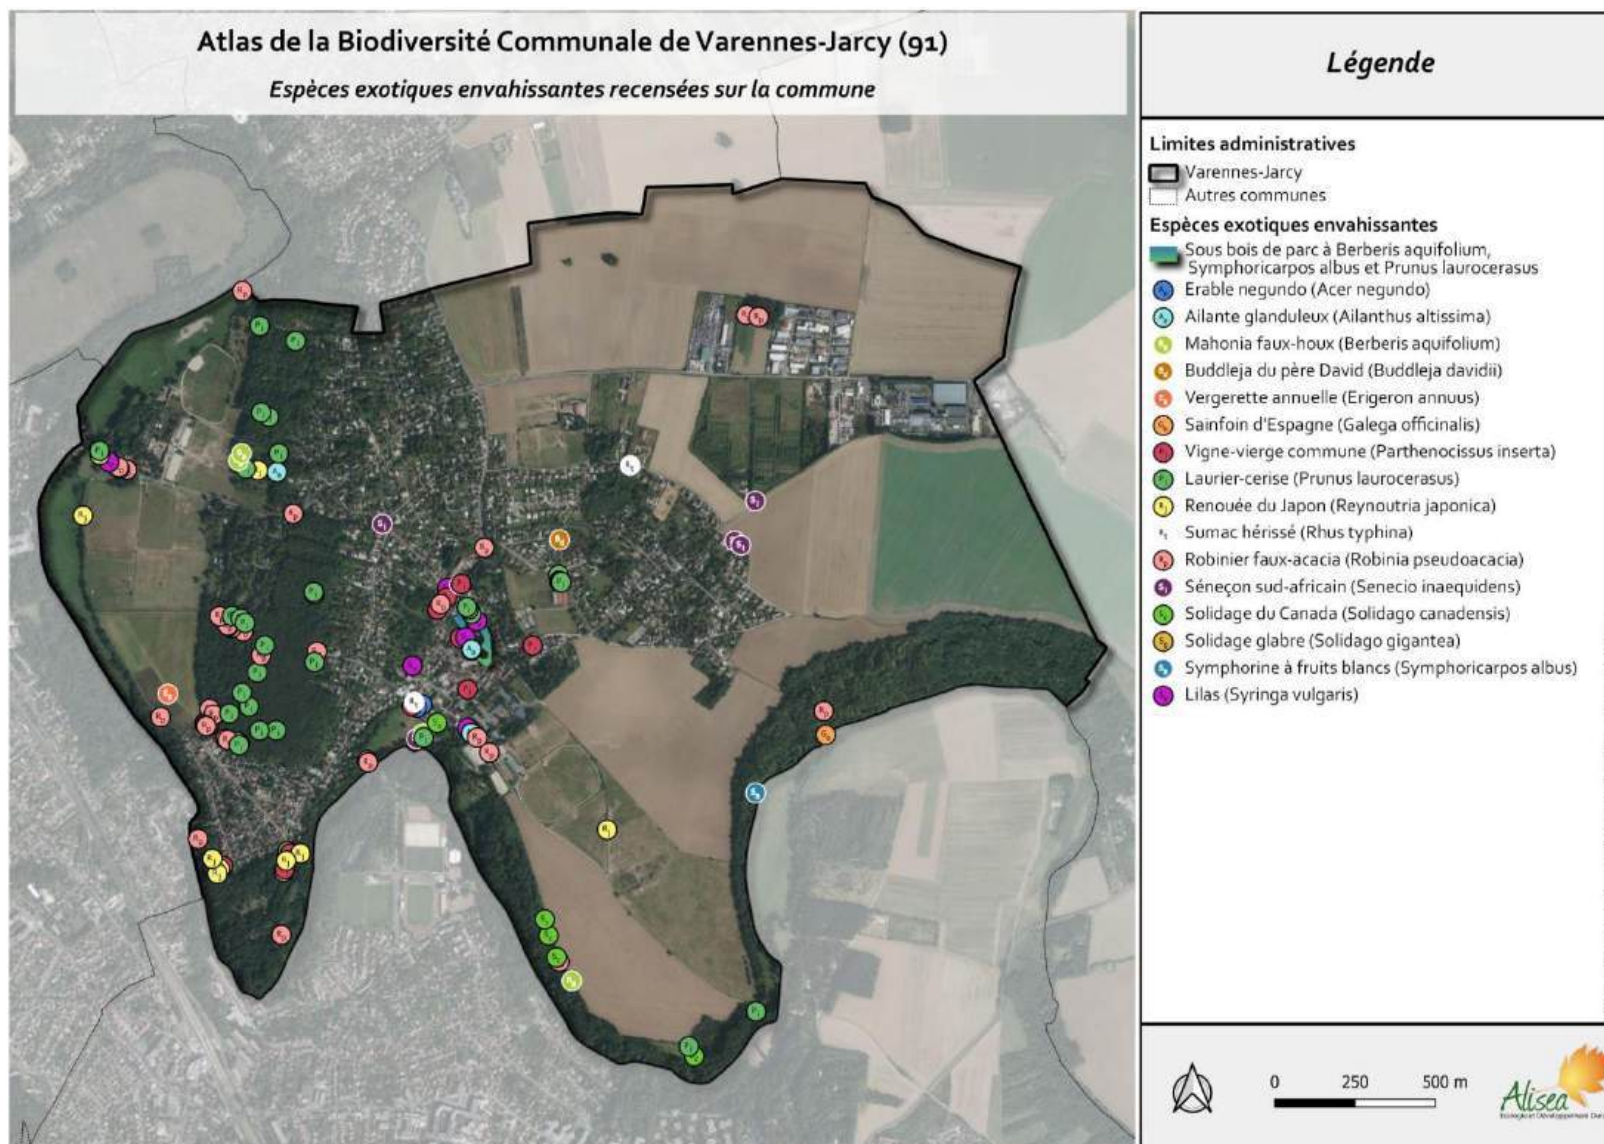 Atlas de la Biodiversité Communale de Varennes-Jarcy (91)
Espèces exotiques envahissantes recensées sur la commune
Légende
Limites administratives
Varennes-Jarcy
Autres communes
Espèces exotiques envahissantes
Sous bois de parc à Berberis aquifolium,
Symphoricarpos albus et Prunus laurocerasus
Erable negundo (Acer negundo)
Ailante glanduleux (Ailanthus altissima)
Mahonia faux-houx (Berberis aquifolium)
Buddleja du père David (Buddleja davidii)
Vergerette annuelle (Erigeron annuus)
Sainfoin d'Espagne (Galega officinalis)
Vigne-vierge commune (Parthenocissus inserta)
Laurier-cerise (Prunus laurocerasus)
Renouée du Japon (Reynoutria japonica)
Sumac hérissé (Rhus typhina)
Robinier faux-acacia (Robinia pseudoacacia)
Séneçon sud-africain (Senecio inaequidens)
Solidage du Canada (Solidago canadensis)
Solidage glabre (Solidago gigantea)
Symphorine à fruits blancs (Symphoricarpos albus)
Lilas (Syringa vulgaris)
0 250 500 m
Alisea